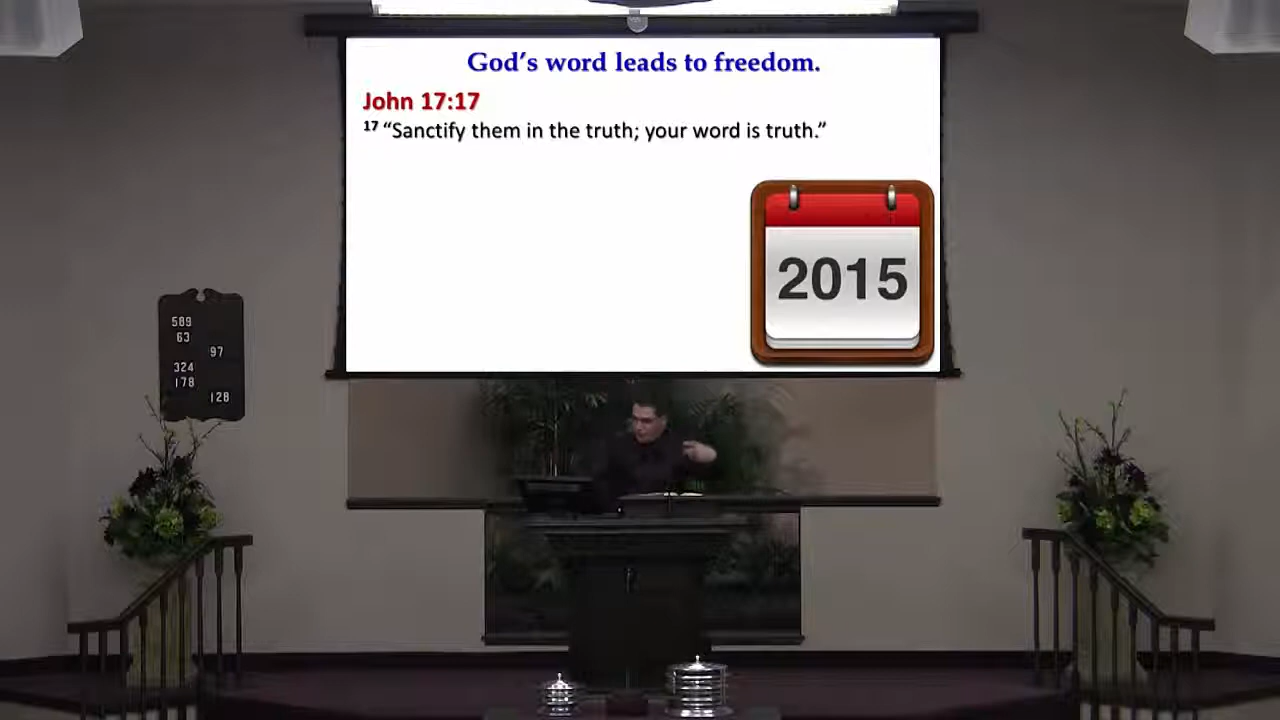 God's word leads to freedom.
John 17:17
17 “Sanctify them in the truth; your word is truth.”
2015
589
63
97
324
178
128